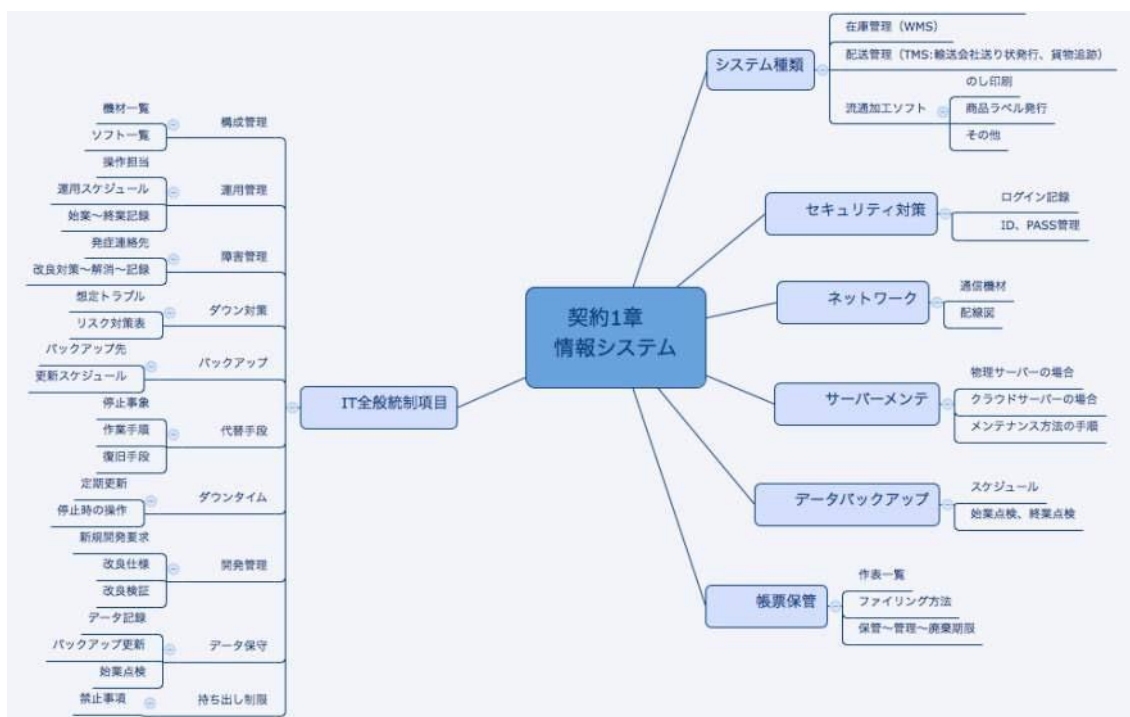 契約1章
情報システム
システム種類
在庫管理（WMS）
配送管理（TMS:輸送会社送り状発行、貨物追跡）
流通加工ソフト
のし印刷
商品ラベル発行
その他
セキュリティ対策
ログイン記録
ID、PASS管理
ネットワーク
通信機材
配線図
サーバーメンテ
物理サーバーの場合
クラウドサーバーの場合
メンテナンス方法の手順
データバックアップ
スケジュール
始業点検、終業点検
帳票保管
作表一覧
ファイリング方法
保管～管理～廃棄期限
IT全般統制項目
構成管理
機材一覧
ソフト一覧
運用管理
操作担当
運用スケジュール
始業～終業記録
障害管理
発症連絡先
改良対策～解消～記録
ダウン対策
想定トラブル
リスク対策表
バックアップ
バックアップ先
更新スケジュール
代替手段
停止事象
作業手順
復旧手段
ダウンタイム
定期更新
停止時の操作
開発管理
新規開発要求
改良仕様
改良検証
データ保守
データ記録
バックアップ更新
始業点検
持ち出し制限
禁止事項